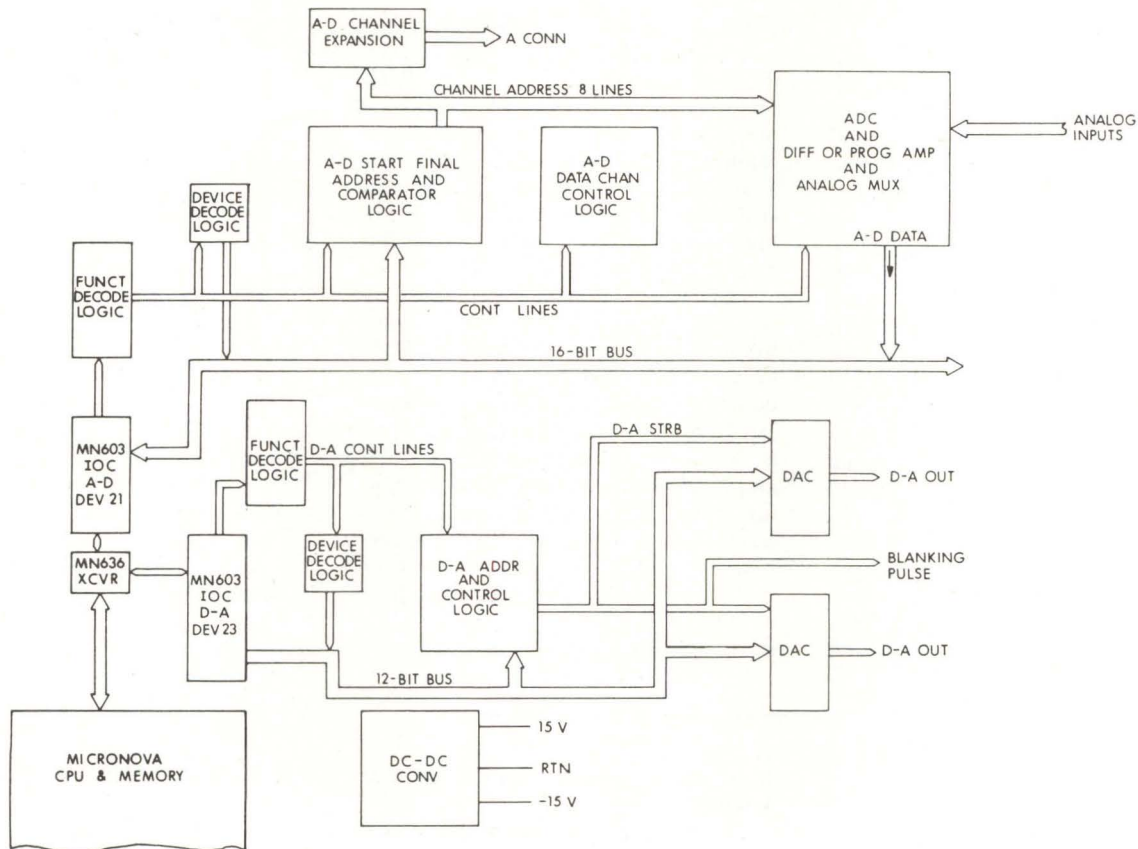 A-D CHANNEL
EXPANSION
A CONN
CHANNEL ADDRESS 8 LINES
ADC
AND
DIFF OR PROG AMP
AND
ANALOG MUX
A-D DATA
ANALOG
INPUTS
A-D START FINAL
ADDRESS AND
COMPARATOR
LOGIC
A-D
DATA CHAN
CONTROL
LOGIC
DEVICE
DECODE
LOGIC
FUNCT
DECODE
LOGIC
CONT LINES
16-BIT BUS
MN603
IOC
A-D
DEV 21
FUNCT
DECODE
LOGIC
D-A CONT LINES
D-A STRB
DAC
D-A OUT
MN636
XCVR
MN603
IOC
D-A
DEV 23
DEVICE
DECODE
LOGIC
D-A ADDR
AND
CONTROL
LOGIC
BLANKING
PULSE
DAC
D-A OUT
12-BIT BUS
MICRONOVA
CPU & MEMORY
DC-DC
CONV
15 V
RTN
-15 V